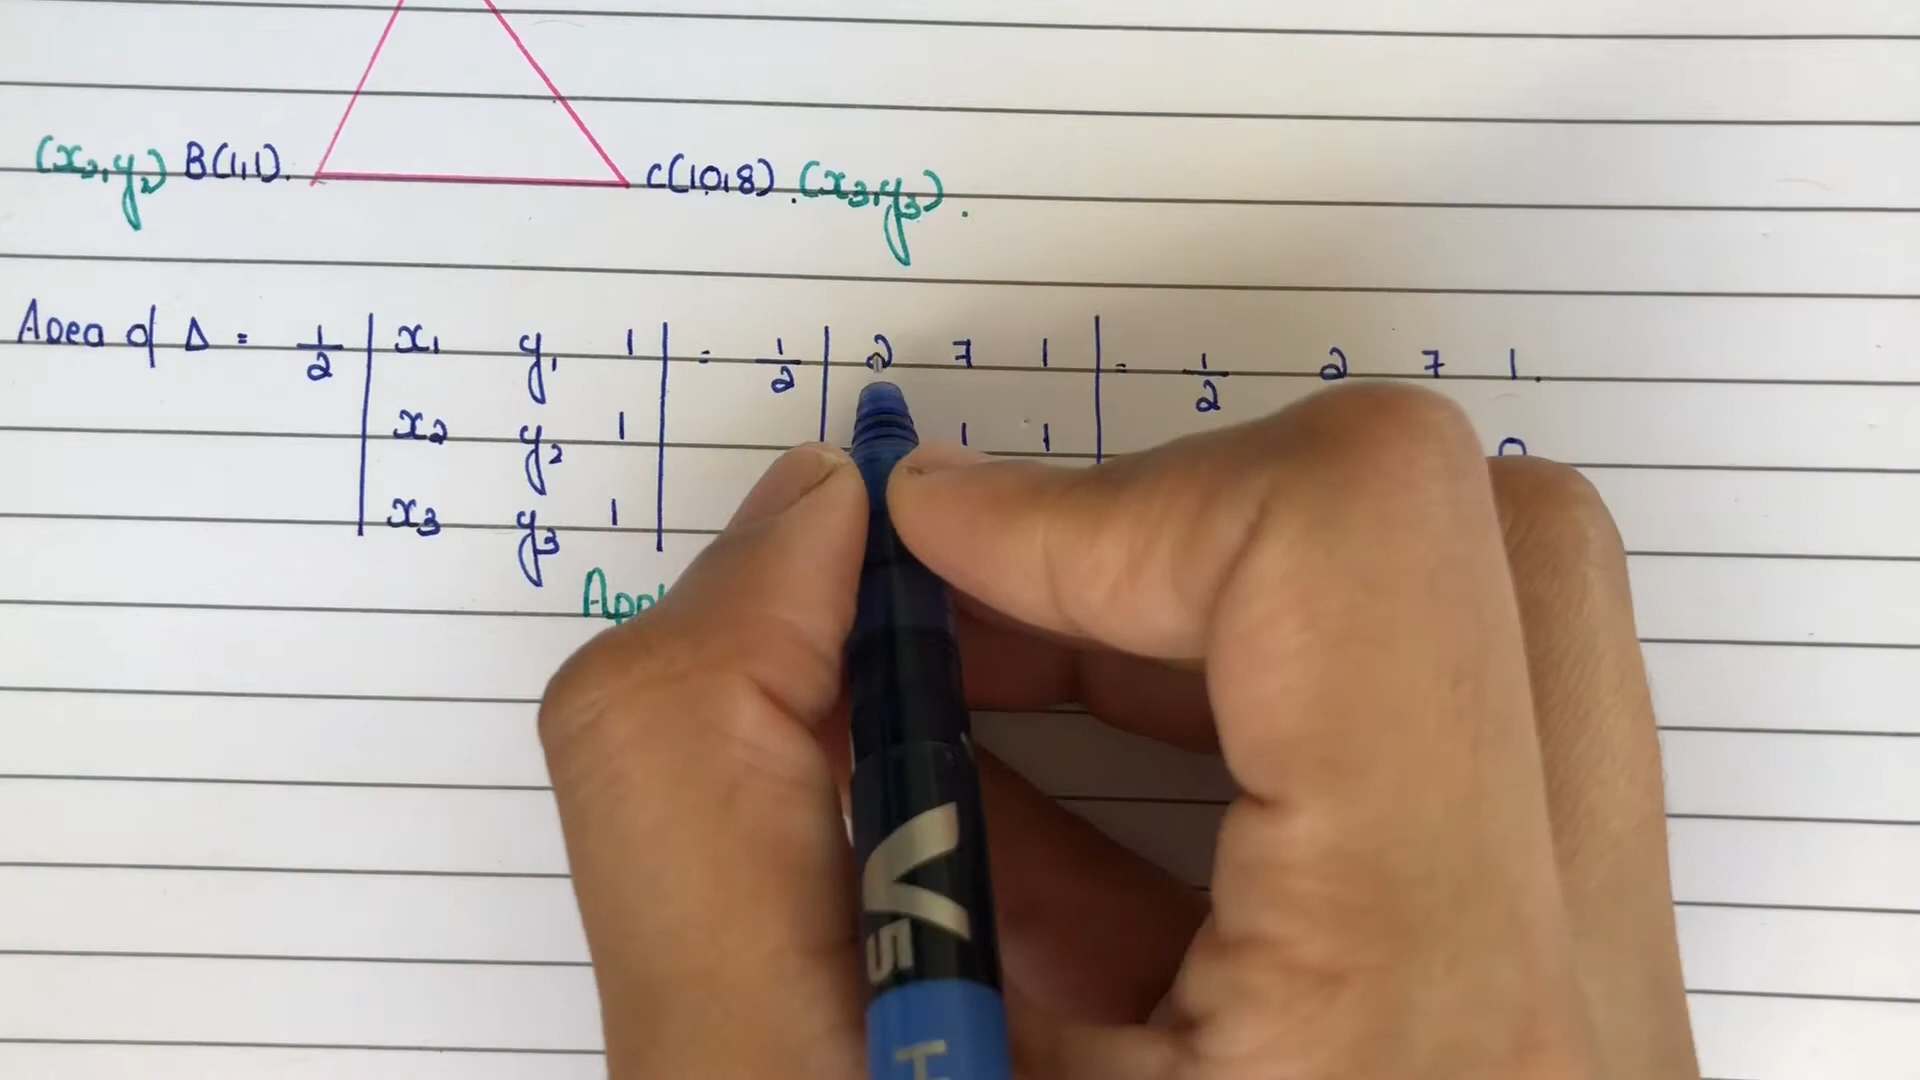 (x₂,y₂) B(1,1). C(10,8). (x₃,y₃).
Area of Δ = 1/2 | x₁ y₁ 1 | = 1/2 | 2 7 1 | = 1/2 2 7 1.
x₂ y₂ 1 | 1 1 0
x₃ y₃ 1
V5